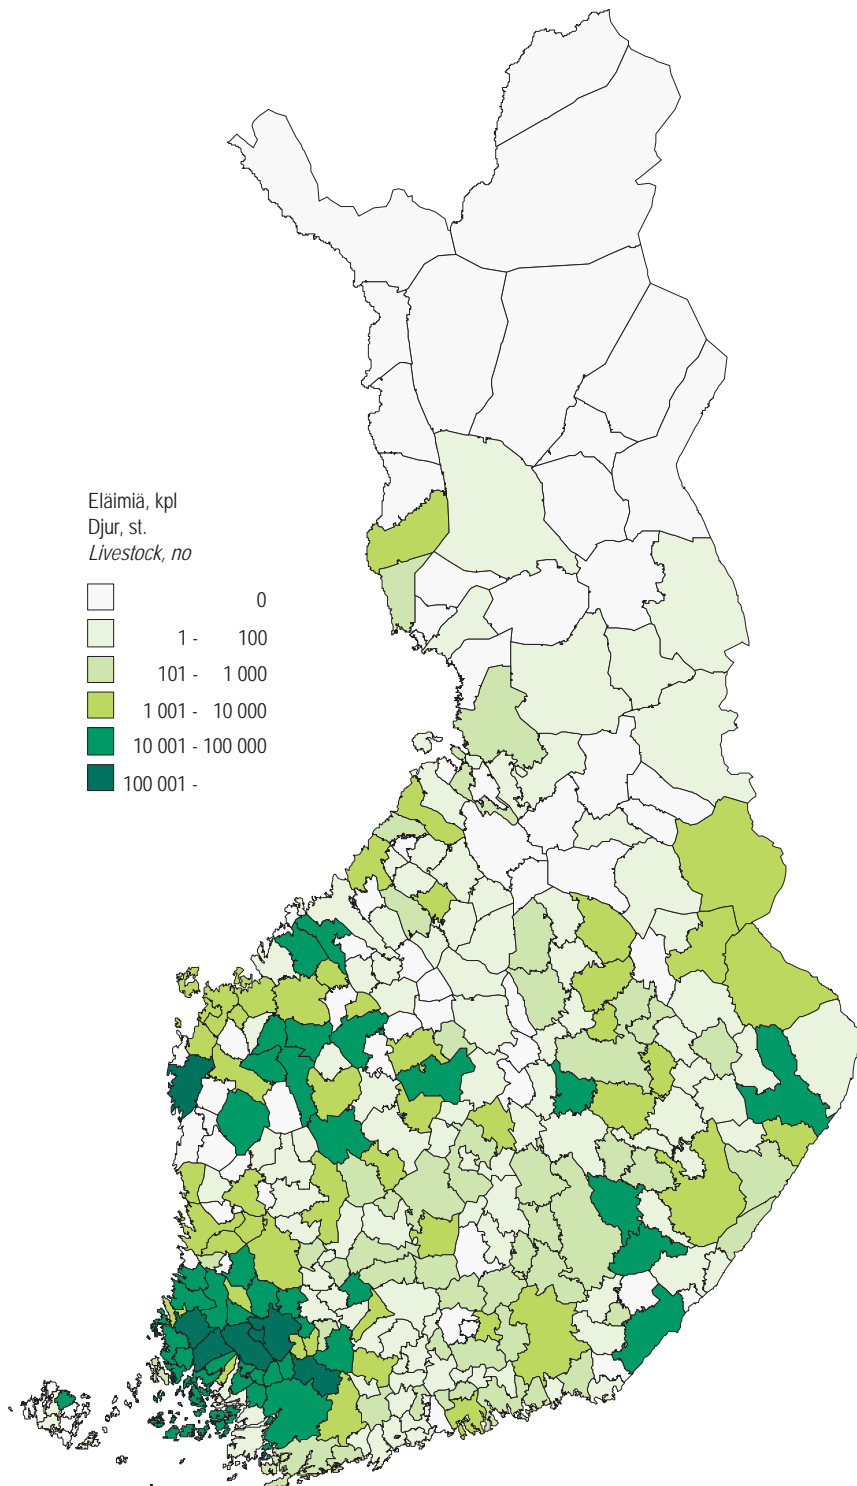 Eläimiä, kpl
Djur, st.
Livestock, no
0
1 - 100
101 - 1 000
1 001 - 10 000
10 001 - 100 000
100 001 -